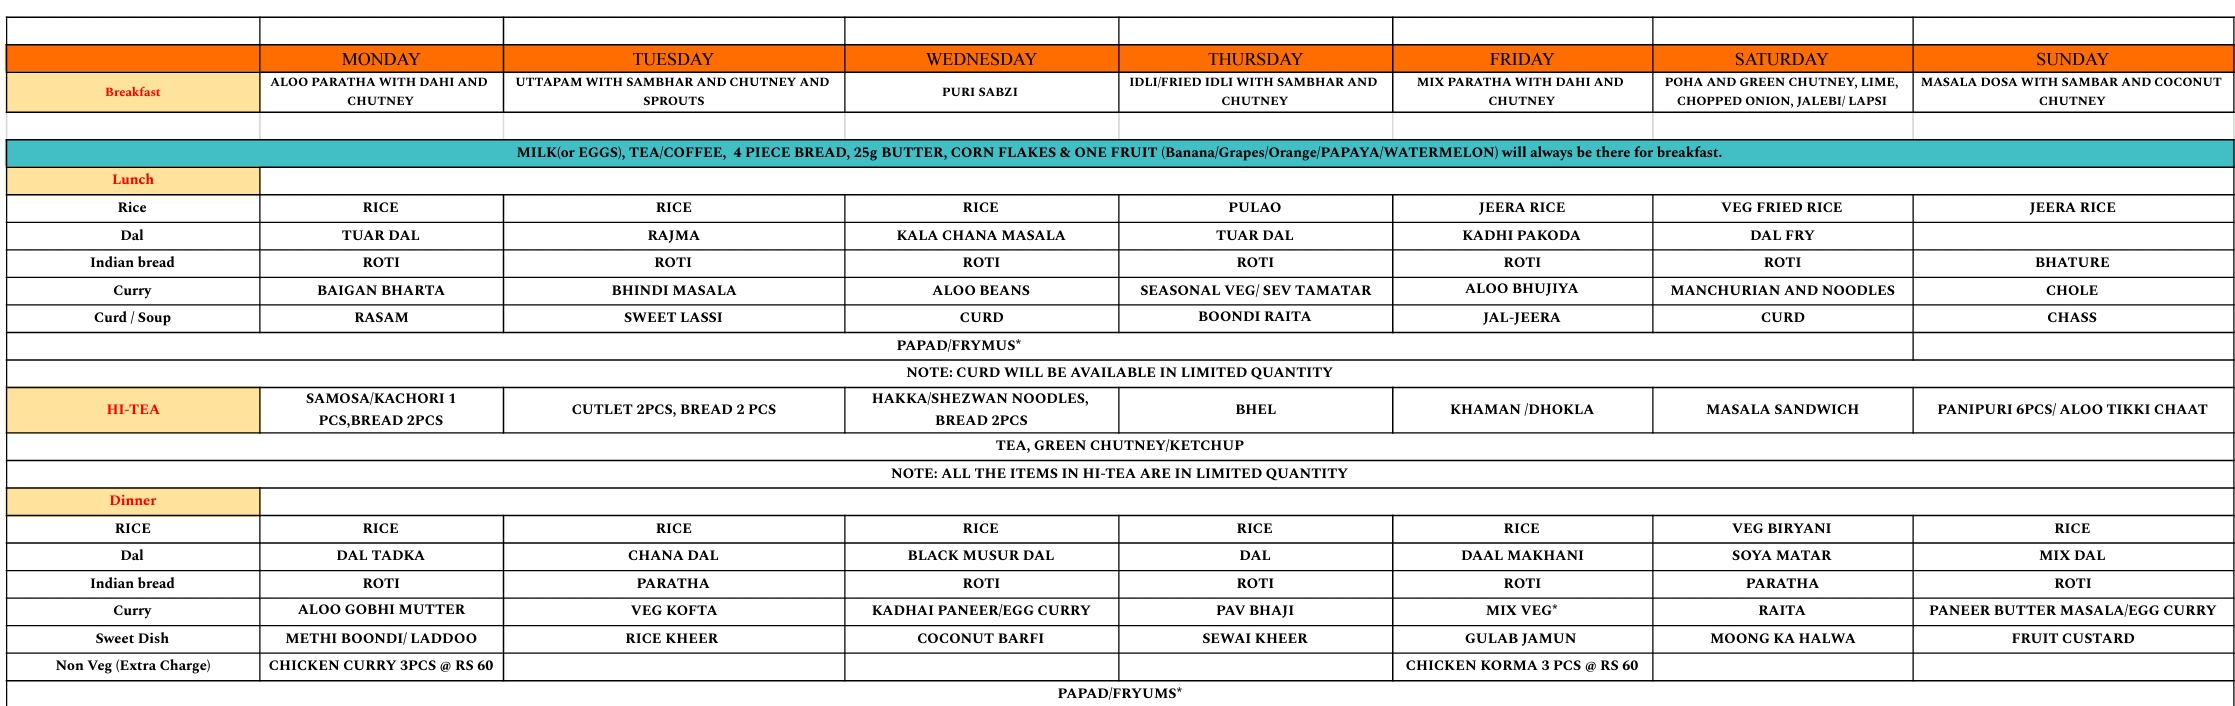 MONDAY TUESDAY WEDNESDAY THURSDAY FRIDAY SATURDAY SUNDAY
Breakfast
ALOO PARATHA WITH DAHI AND
CHUTNEY
UTTAPAM WITH SAMBHAR AND CHUTNEY AND
SPROUTS
PURI SABZI
IDLI/FRIED IDLI WITH SAMBHAR AND
CHUTNEY
MIX PARATHA WITH DAHI AND
CHUTNEY
POHA AND GREEN CHUTNEY, LIME,
CHOPPED ONION, JALEBI/ LAPSI
MASALA DOSA WITH SAMBAR AND COCONUT
CHUTNEY
MILK(or EGGS), TEA/COFFEE, 4 PIECE BREAD, 25g BUTTER, CORN FLAKES & ONE FRUIT (Banana/Grapes/Orange/PAPAYA/WATERMELON) will always be there for breakfast.
Lunch
Rice RICE RICE RICE PULAO JEERA RICE VEG FRIED RICE JEERA RICE
Dal TUAR DAL RAJMA KALA CHANA MASALA TUAR DAL KADHI PAKODA DAL FRY
Indian bread ROTI ROTI ROTI ROTI ROTI ROTI BHATURE
Curry BAIGAN BHARTA BHINDI MASALA ALOO BEANS SEASONAL VEG/ SEV TAMATAR ALOO BHUJIYA MANCHURIAN AND NOODLES CHOLE
Curd / Soup RASAM SWEET LASSI CURD BOONDI RAITA JAL-JEERA CURD CHASS
PAPAD/FRYMUS*
NOTE: CURD WILL BE AVAILABLE IN LIMITED QUANTITY
HI-TEA
SAMOSA/KACHORI 1
PCS,BREAD 2PCS
CUTLET 2PCS, BREAD 2 PCS
HAKKA/SHEZWAN NOODLES,
BREAD 2PCS
BHEL
KHAMAN /DHOKLA
MASALA SANDWICH
PANIPURI 6PCS/ ALOO TIKKI CHAAT
TEA, GREEN CHUTNEY/KETCHUP
NOTE: ALL THE ITEMS IN HI-TEA ARE IN LIMITED QUANTITY
Dinner
RICE RICE RICE RICE RICE RICE VEG BIRYANI RICE
Dal DAL TADKA CHANA DAL BLACK MUSUR DAL DAL DAAL MAKHANI SOYA MATAR MIX DAL
Indian bread ROTI PARATHA ROTI ROTI ROTI PARATHA ROTI
Curry ALOO GOBHI MUTTER VEG KOFTA KADHAI PANEER/EGG CURRY PAV BHAJI MIX VEG* RAITA PANEER BUTTER MASALA/EGG CURRY
Sweet Dish METHI BOONDI/ LADDOO RICE KHEER COCONUT BARFI SEWAI KHEER GULAB JAMUN MOONG KA HALWA FRUIT CUSTARD
Non Veg (Extra Charge) CHICKEN CURRY 3PCS @ RS 60 CHICKEN KORMA 3 PCS @ RS 60
PAPAD/FRYUMS*